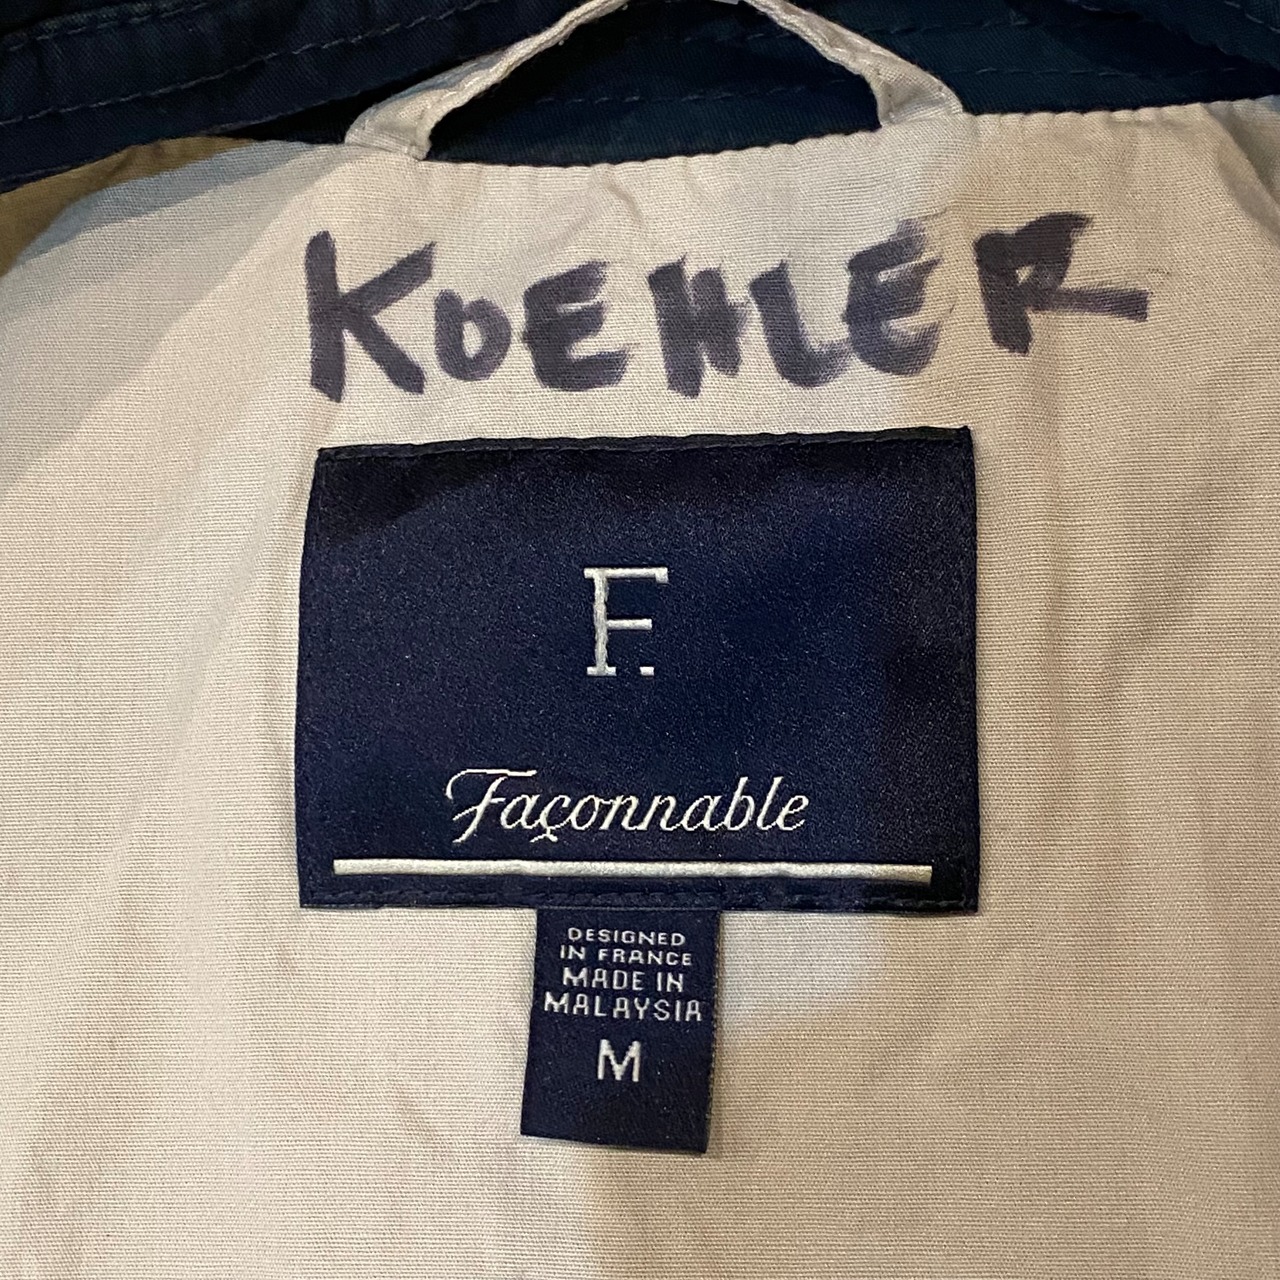 KOEHLER
F.
Façonnable
DESIGNED
IN FRANCE
MADE IN
MALAYSIA
M